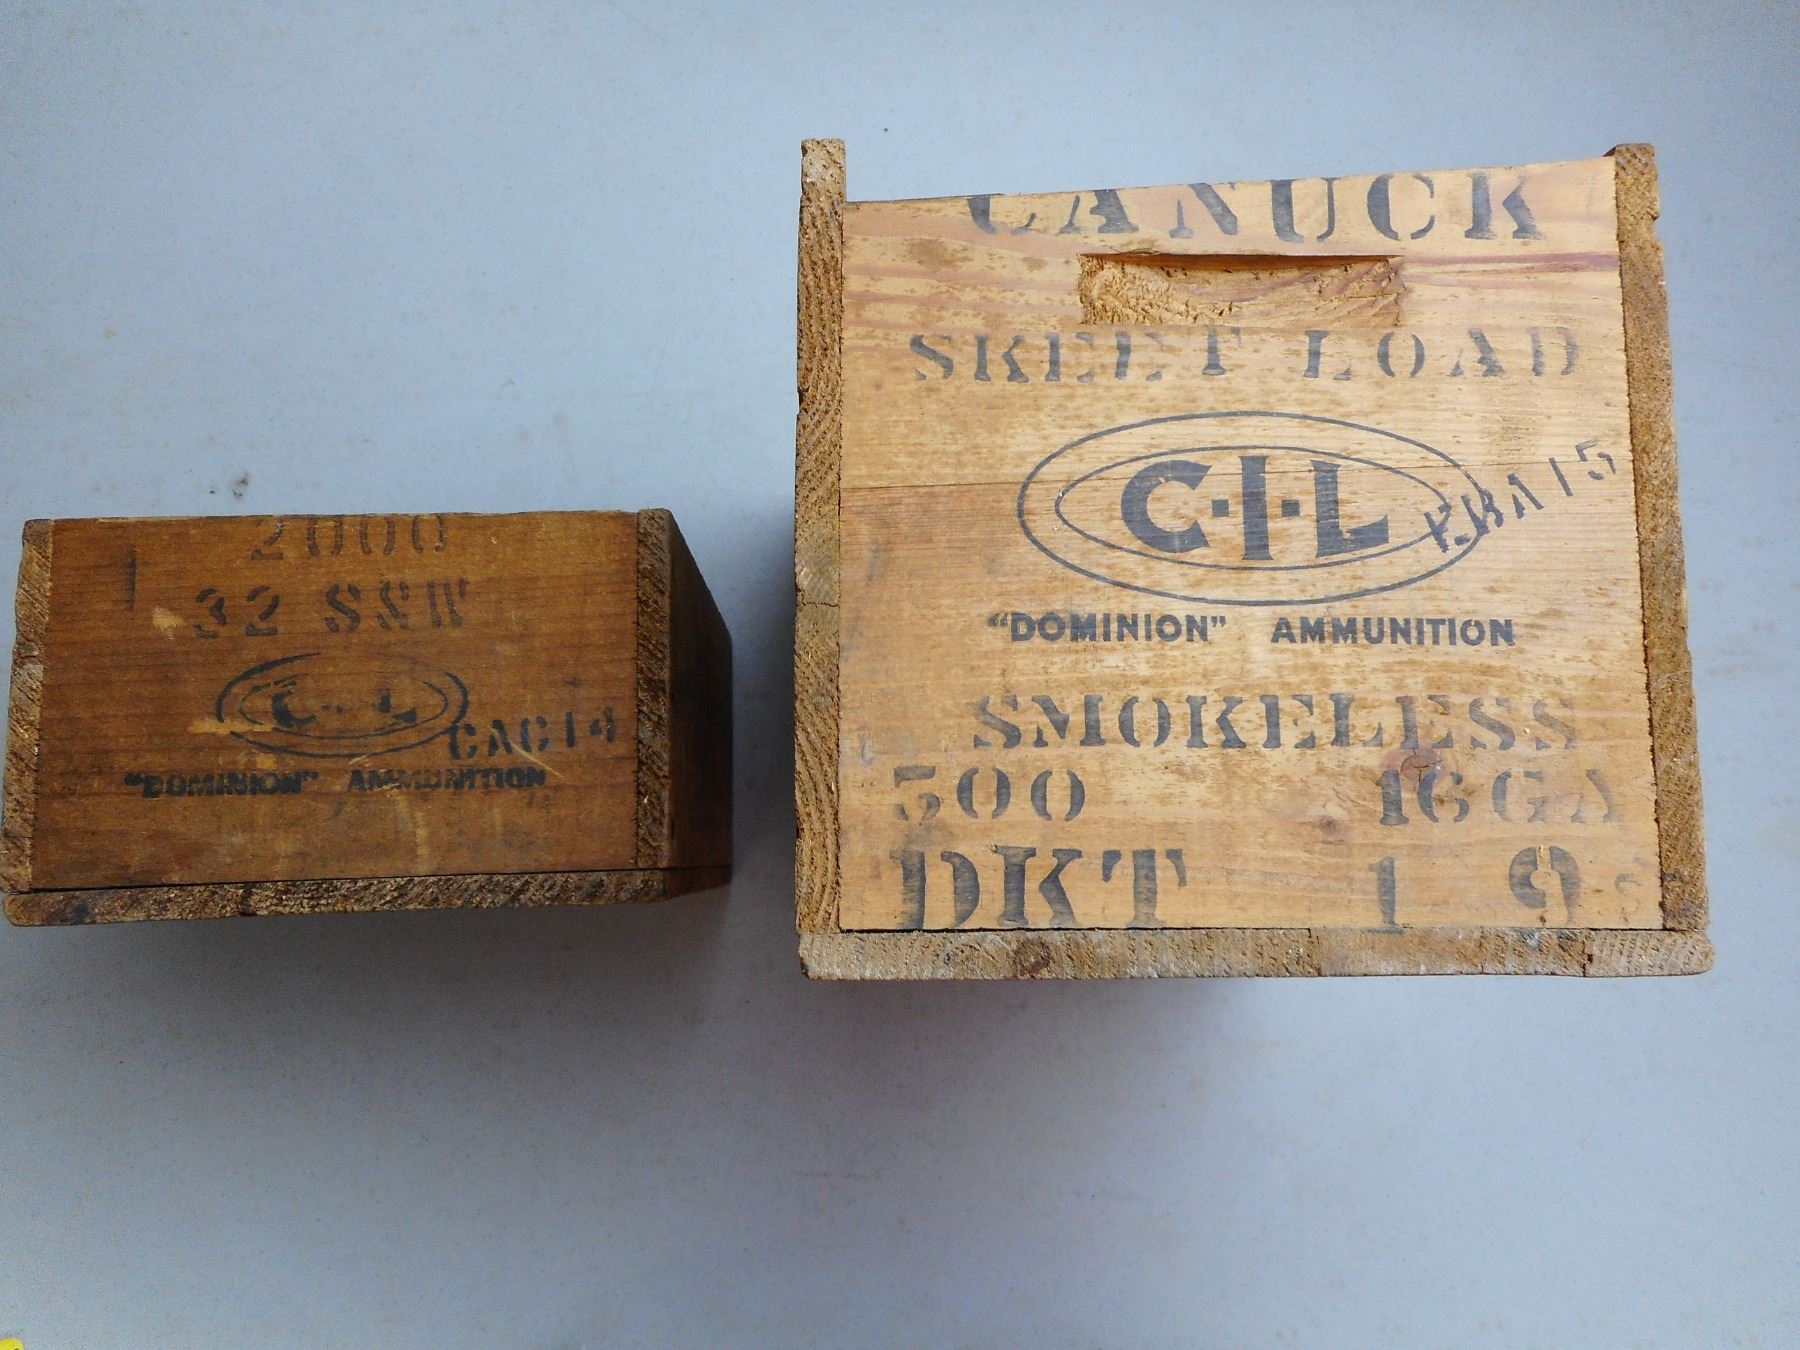 2000
32 S&W
C·I·L
CAC14
"DOMINION" AMMUNITION
CANUCK
SKEET LOAD
C·I·L
"DOMINION" AMMUNITION
SMOKELESS
500 16 GA
DKT 1 9